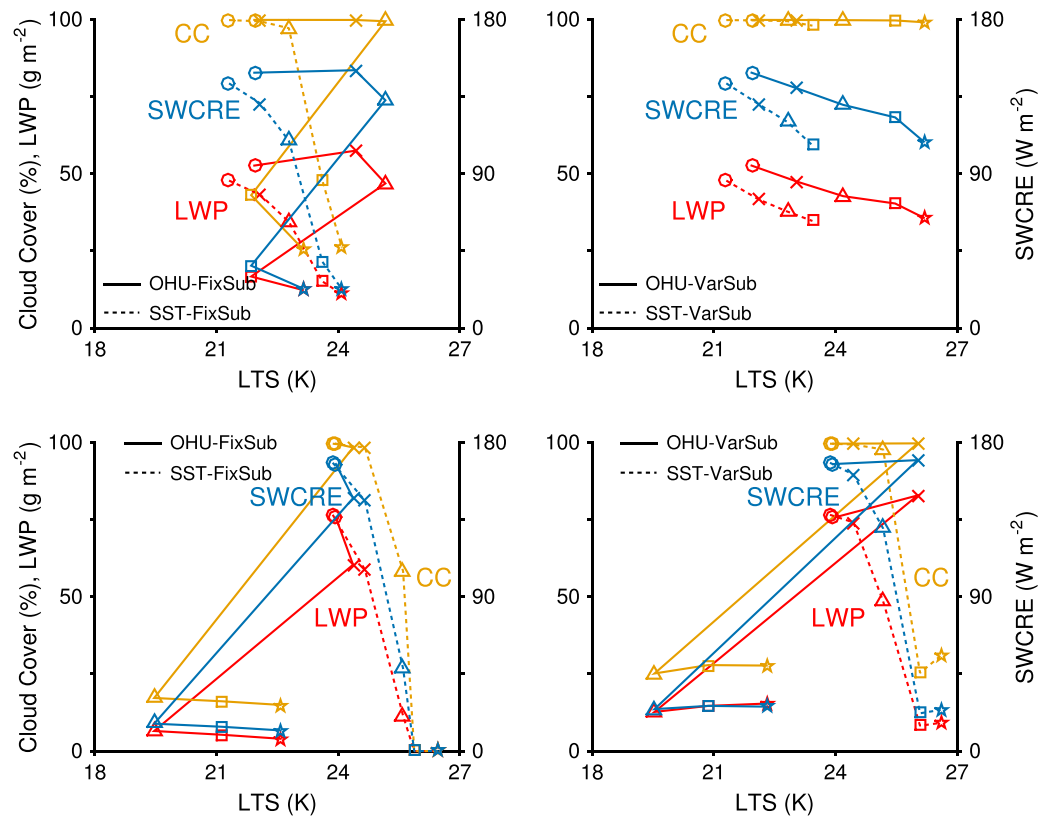 100
50
0
18
21
24
27
180
90
0
Cloud Cover (%), LWP (g m⁻²)
LTS (K)
CC
SWCRE
LWP
OHU-FixSub
SST-FixSub
100
50
0
18
21
24
27
180
90
0
SWCRE (W m⁻²)
LTS (K)
CC
SWCRE
LWP
OHU-VarSub
SST-VarSub
100
50
0
18
21
24
27
180
90
0
Cloud Cover (%), LWP (g m⁻²)
LTS (K)
OHU-FixSub
SST-FixSub
SWCRE
CC
LWP
100
50
0
18
21
24
27
180
90
0
SWCRE (W m⁻²)
LTS (K)
OHU-VarSub
SST-VarSub
SWCRE
CC
LWP